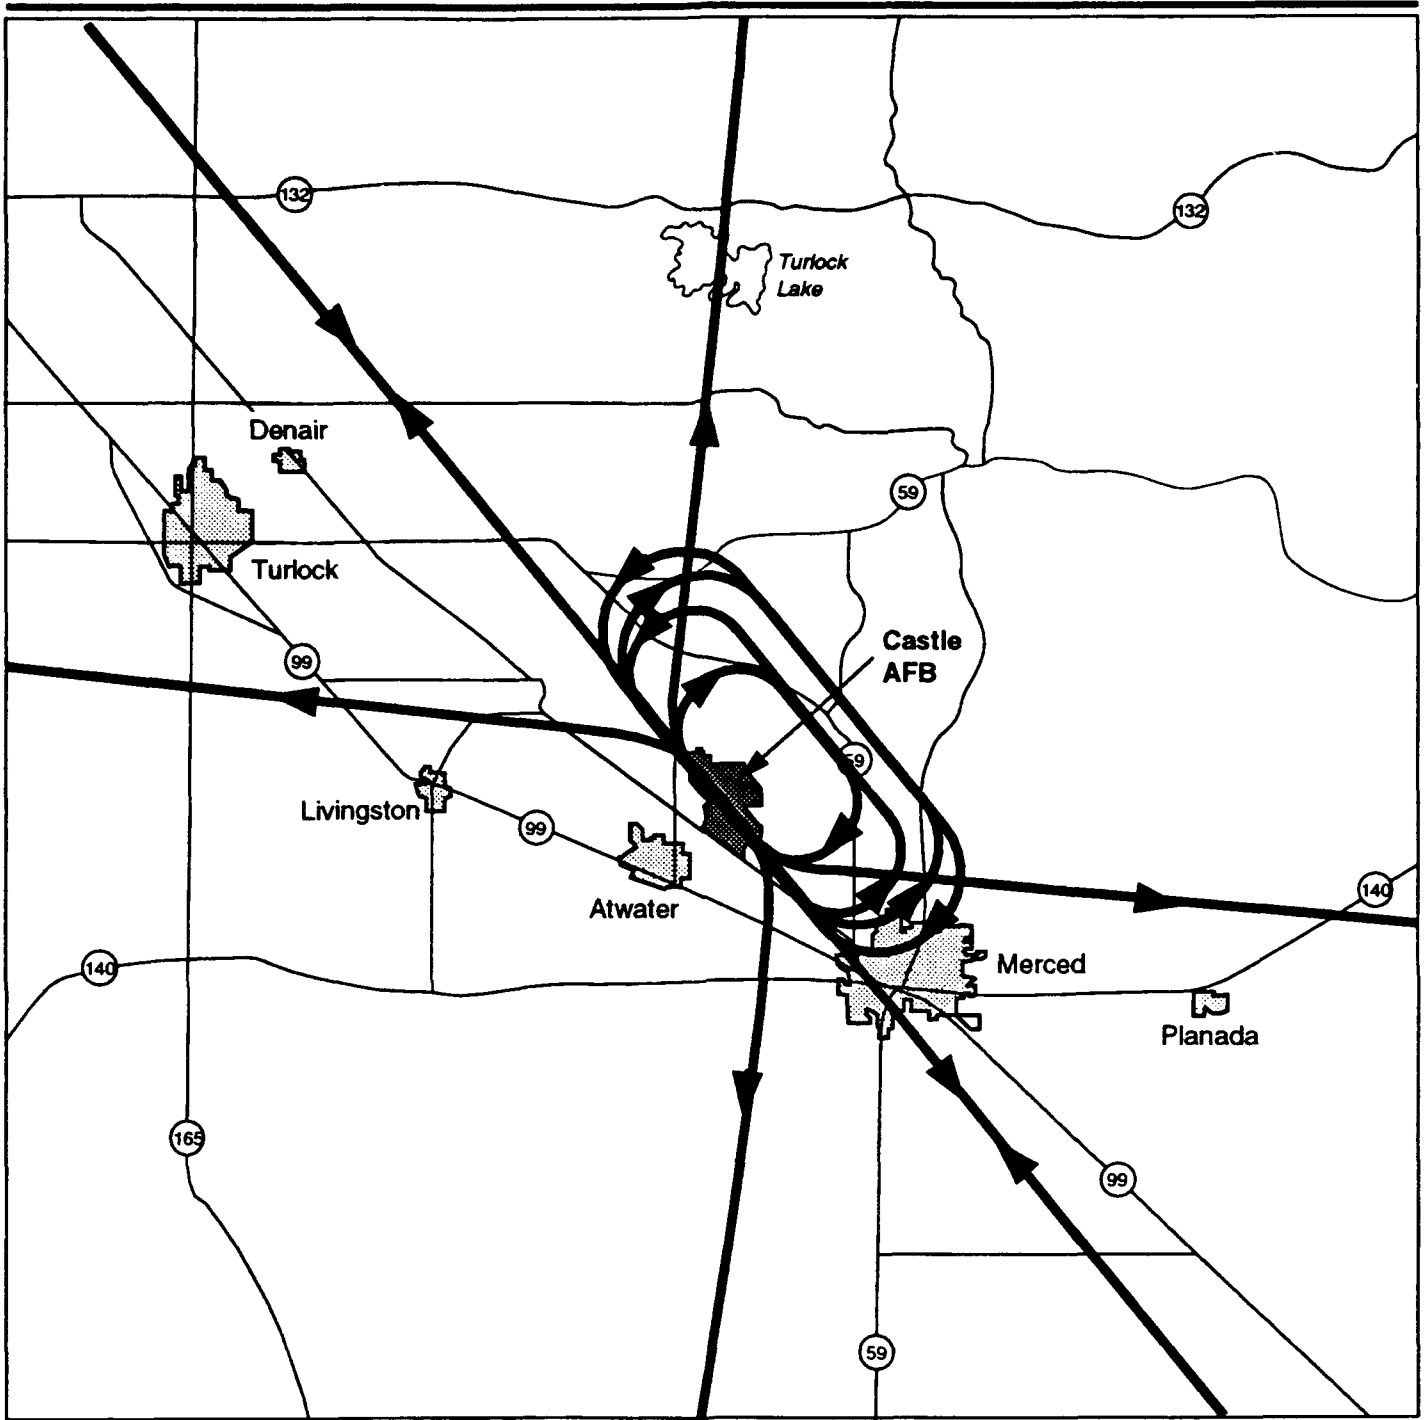 132
132
Turlock
Lake
Denair
59
Turlock
Castle
AFB
99
59
Livingston
99
Atwater
140
140
Merced
Planada
165
99
59